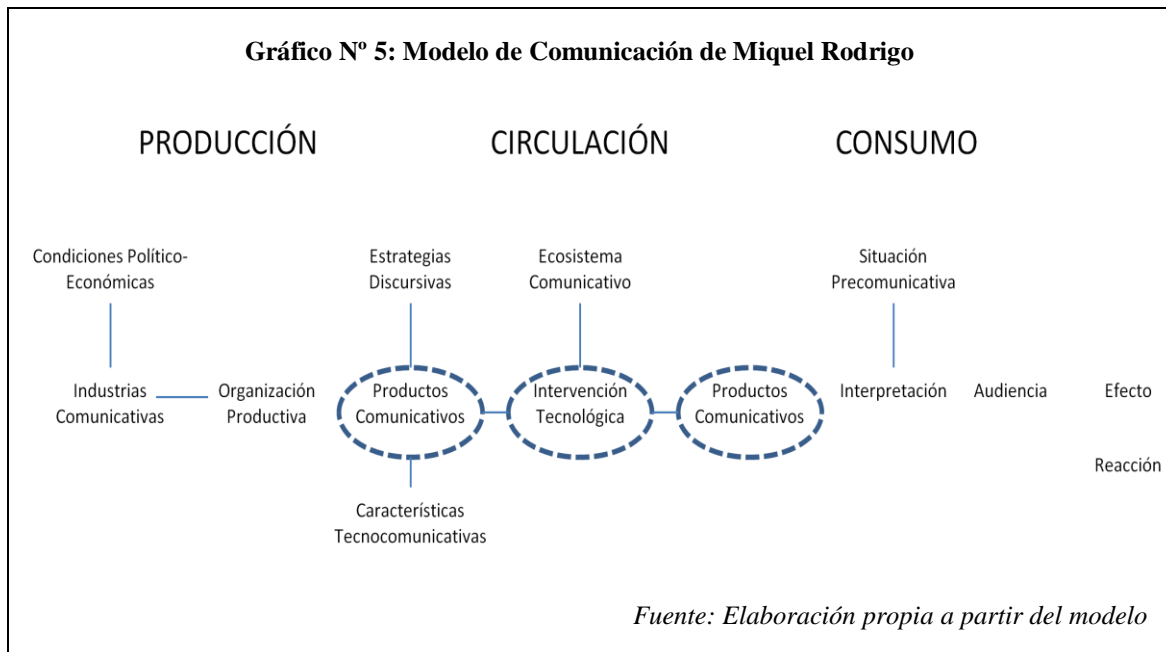 Gráfico Nº 5: Modelo de Comunicación de Miquel Rodrigo
PRODUCCIÓN
CIRCULACIÓN
CONSUMO
Condiciones Político-
Económicas
Estrategias
Discursivas
Ecosistema
Comunicativo
Situación
Precomunicativa
Industrias
Comunicativas
Organización
Productiva
Productos
Comunicativos
Intervención
Tecnológica
Productos
Comunicativos
Interpretación
Audiencia
Efecto
Reacción
Características
Tecnocomunicativas
Fuente: Elaboración propia a partir del modelo